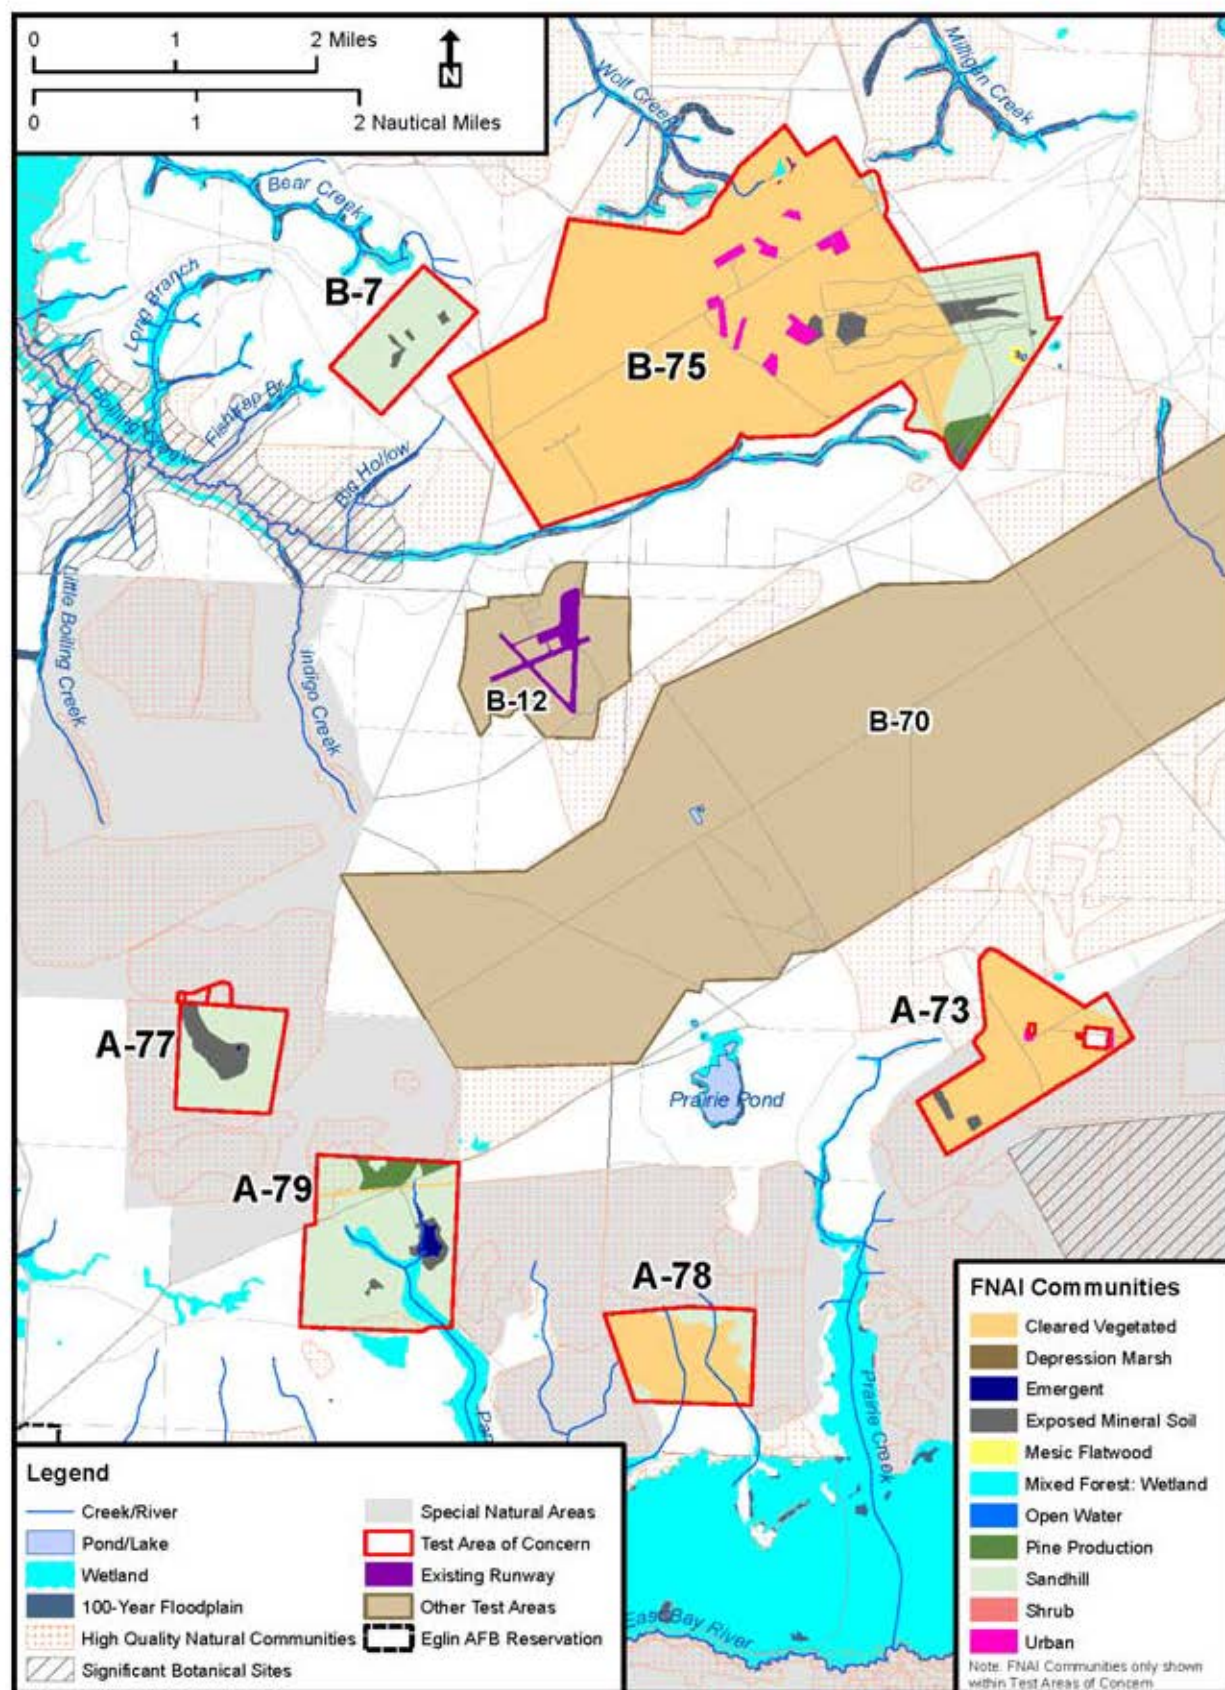 0 1 2 Miles
N
0 1 2 Nautical Miles
Wolf Creek
Milligan Creek
Bear Creek
Long Branch
B-7
B-75
Boiling Creek
Fishtrap Br.
Big Hollow
Little Boiling Creek
Indigo Creek
B-12
B-70
A-77
A-73
Prairie Pond
A-79
A-78
Prairie Creek
East Bay River
FNAI Communities
Cleared Vegetated
Depression Marsh
Emergent
Exposed Mineral Soil
Mesic Flatwood
Mixed Forest: Wetland
Open Water
Pine Production
Sandhill
Shrub
Urban
Note. FNAI Communities only shown
within Test Areas of Concern
Legend
Creek/River
Pond/Lake
Wetland
100-Year Floodplain
High Quality Natural Communities
Significant Botanical Sites
Special Natural Areas
Test Area of Concern
Existing Runway
Other Test Areas
Eglin AFB Reservation